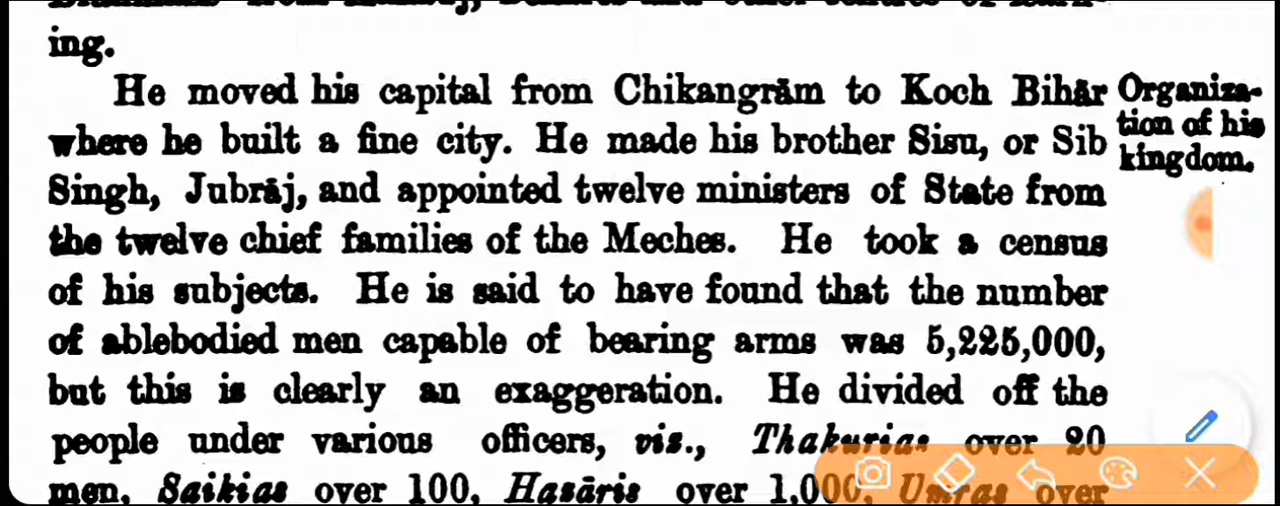 ing.
He moved his capital from Chikangrām to Koch Bihār
where he built a fine city. He made his brother Sisu, or Sib
Singh, Jubrāj, and appointed twelve ministers of State from
the twelve chief families of the Meches. He took a census
of his subjects. He is said to have found that the number
of ablebodied men capable of bearing arms was 5,225,000,
but this is clearly an exaggeration. He divided off the
people under various officers, viz., Thakurias over 20
men, Saikias over 100, Hazāris over 1,000, Umras over
Organiza-
tion of his
kingdom.